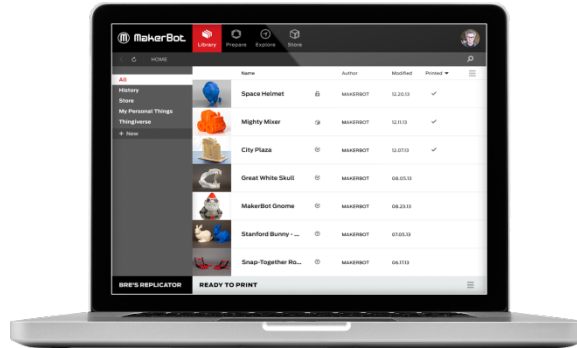 MakerBot
Library Prepare Explore Store
HOME
Name Author Modified Printed
All
History
Store
My Personal Things
Thingiverse
+ New
Space Helmet MAKERBOT 12.20.13
Mighty Mixer MAKERBOT 12.11.13
City Plaza MAKERBOT 12.07.13
Great White Skull MAKERBOT 08.05.13
MakerBot Gnome MAKERBOT 08.23.13
Stanford Bunny - ... MAKERBOT 07.03.13
Snap-Together Ro... MAKERBOT 06.17.13
BRE'S REPLICATOR READY TO PRINT